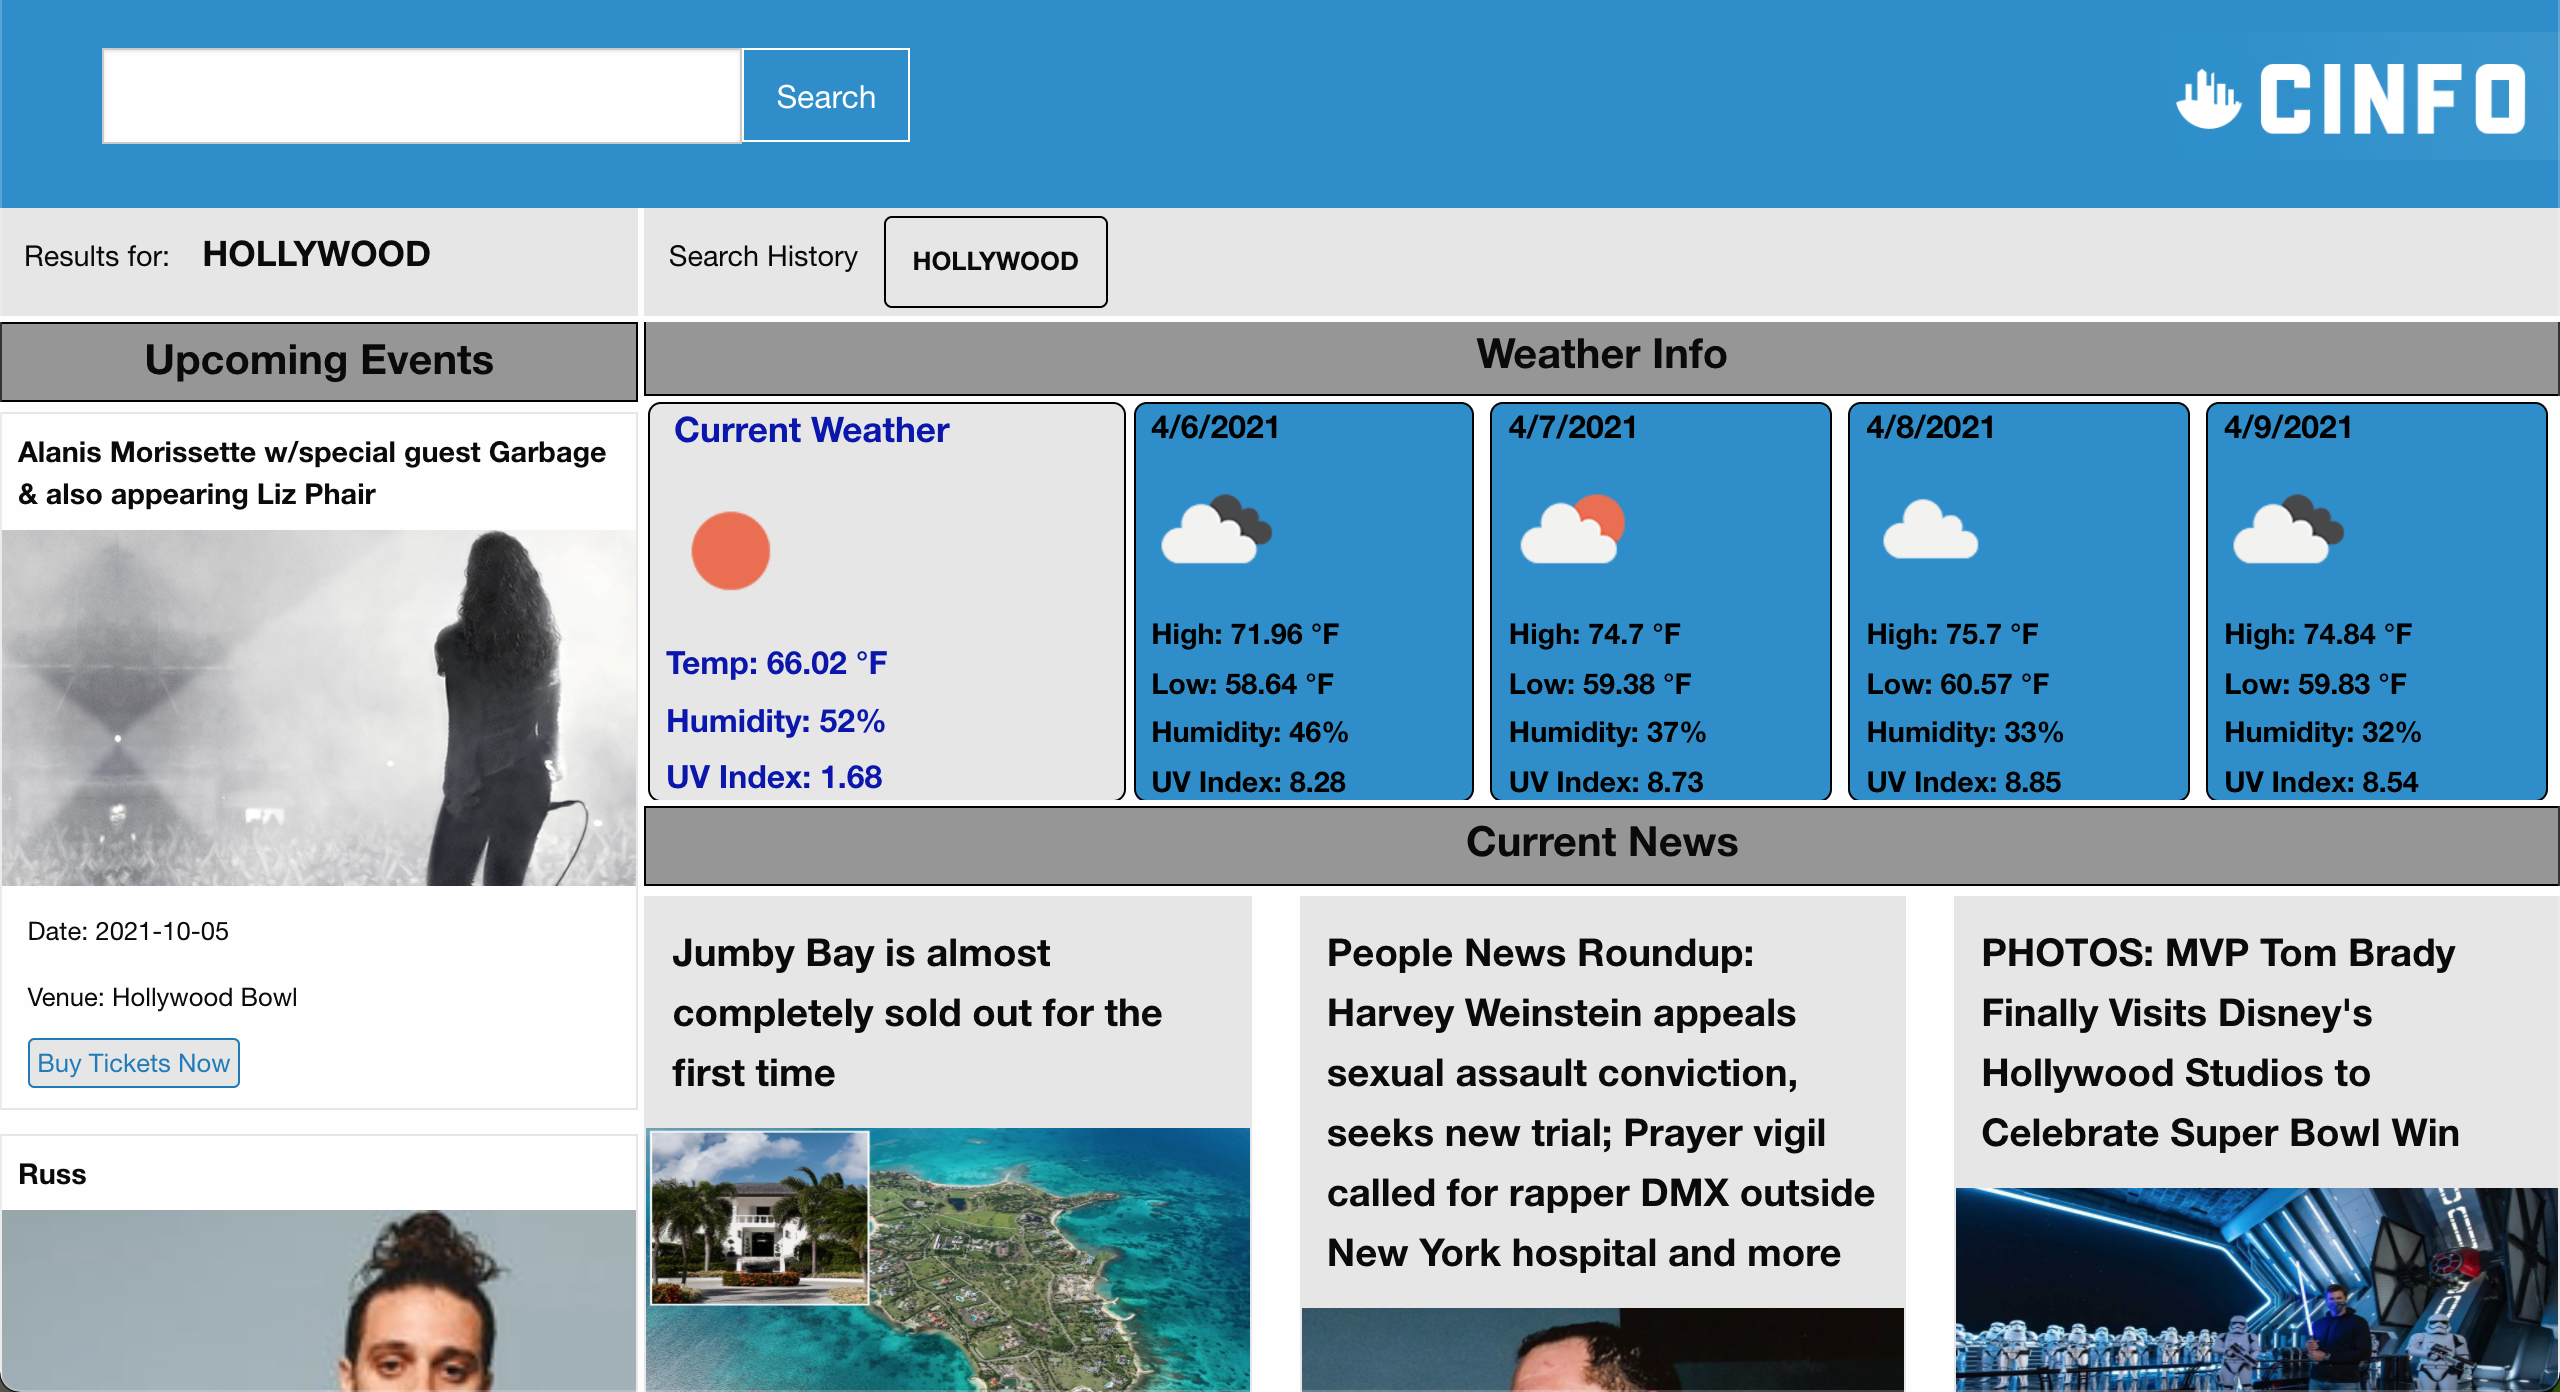 Search
CINFO
Results for: HOLLYWOOD
Search History HOLLYWOOD
Upcoming Events
Alanis Morissette w/special guest Garbage
& also appearing Liz Phair
Date: 2021-10-05
Venue: Hollywood Bowl
Buy Tickets Now
Russ
Weather Info
Current Weather
Temp: 66.02 °F
Humidity: 52%
UV Index: 1.68
4/6/2021
High: 71.96 °F
Low: 58.64 °F
Humidity: 46%
UV Index: 8.28
4/7/2021
High: 74.7 °F
Low: 59.38 °F
Humidity: 37%
UV Index: 8.73
4/8/2021
High: 75.7 °F
Low: 60.57 °F
Humidity: 33%
UV Index: 8.85
4/9/2021
High: 74.84 °F
Low: 59.83 °F
Humidity: 32%
UV Index: 8.54
Current News
Jumby Bay is almost
completely sold out for the
first time
People News Roundup:
Harvey Weinstein appeals
sexual assault conviction,
seeks new trial; Prayer vigil
called for rapper DMX outside
New York hospital and more
PHOTOS: MVP Tom Brady
Finally Visits Disney's
Hollywood Studios to
Celebrate Super Bowl Win